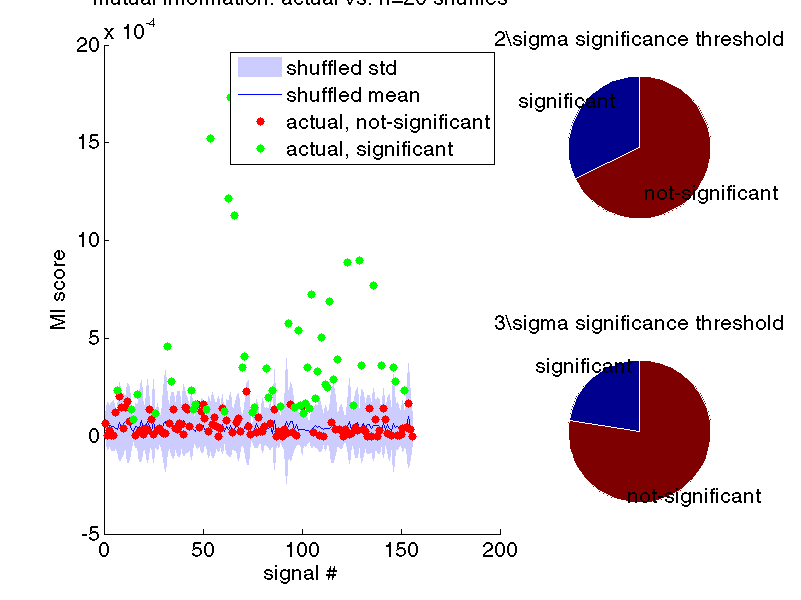 mutual information: actual vs. n=20 shuffles
x 10^-4
20
15
10
5
0
-5
MI score
0 50 100 150 200
signal #
shuffled std
shuffled mean
actual, not-significant
actual, significant
2\sigma significance threshold
significant
not-significant
3\sigma significance threshold
significant
not-significant